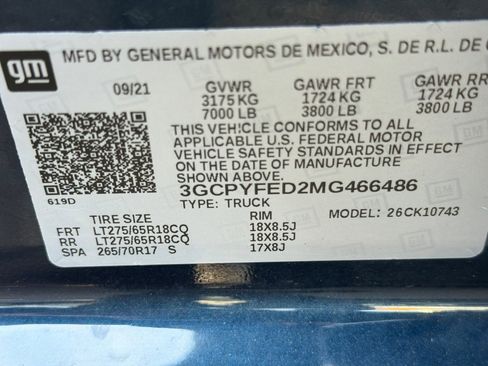 gm
MFD BY GENERAL MOTORS DE MEXICO, S. DE R.L. DE C
09/21 GVWR GAWR FRT GAWR RR
3175 KG 1724 KG 1724 KG
7000 LB 3800 LB 3800 LB
THIS VEHICLE CONFORMS TO ALL
APPLICABLE U.S. FEDERAL MOTOR
VEHICLE SAFETY STANDARDS IN EFFECT
ON THE DATE OF MANUFACTURE
SHOWN ABOVE.
619D 3GCPYFED2MG466486
TYPE: TRUCK MODEL: 26CK10743
TIRE SIZE RIM
FRT LT275/65R18CQ 18X8.5J
RR LT275/65R18CQ 18X8.5J
SPA 265/70R17 S 17X8J